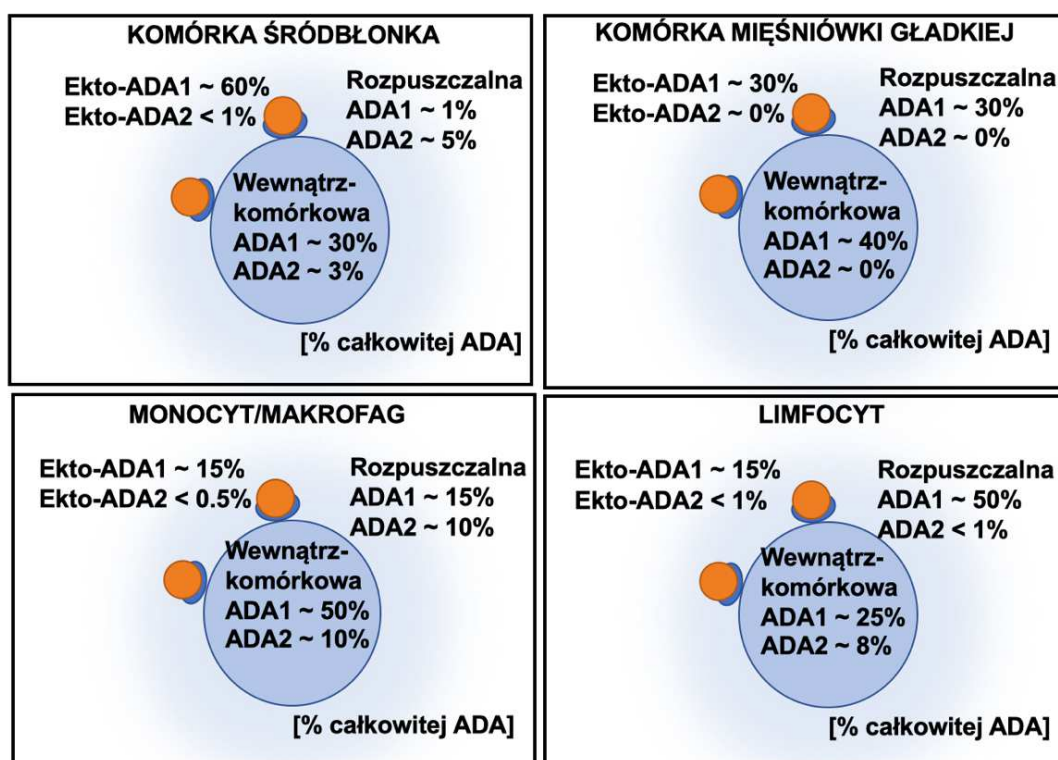 KOMÓRKA ŚRÓDBŁONKA
Ekto-ADA1 ~ 60%
Ekto-ADA2 < 1%
Rozpuszczalna
ADA1 ~ 1%
ADA2 ~ 5%
Wewnątrz-
komórkowa
ADA1 ~ 30%
ADA2 ~ 3%
[% całkowitej ADA]
KOMÓRKA MIĘŚNIÓWKI GŁADKIEJ
Ekto-ADA1 ~ 30%
Ekto-ADA2 ~ 0%
Rozpuszczalna
ADA1 ~ 30%
ADA2 ~ 0%
Wewnątrz-
komórkowa
ADA1 ~ 40%
ADA2 ~ 0%
[% całkowitej ADA]
MONOCYT/MAKROFAG
Ekto-ADA1 ~ 15%
Ekto-ADA2 < 0.5%
Rozpuszczalna
ADA1 ~ 15%
ADA2 ~ 10%
Wewnątrz-
komórkowa
ADA1 ~ 50%
ADA2 ~ 10%
[% całkowitej ADA]
LIMFOCYT
Ekto-ADA1 ~ 15%
Ekto-ADA2 < 1%
Rozpuszczalna
ADA1 ~ 50%
ADA2 < 1%
Wewnątrz-
komórkowa
ADA1 ~ 25%
ADA2 ~ 8%
[% całkowitej ADA]